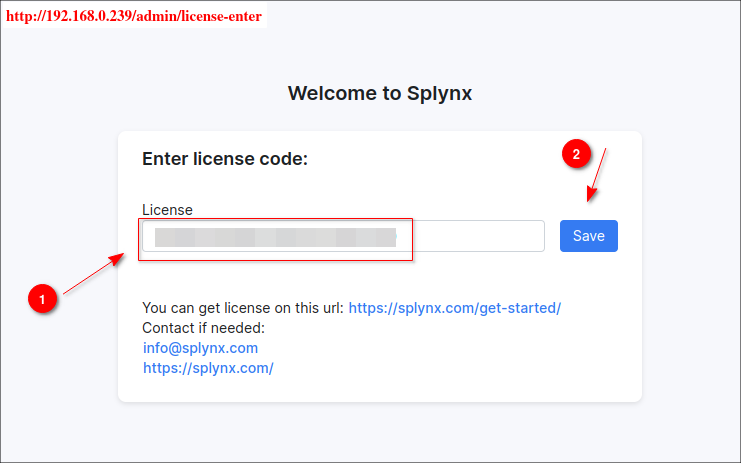 http://192.168.0.239/admin/license-enter
Welcome to Splynx
Enter license code:
2
License
Save
1
You can get license on this url: https://splynx.com/get-started/
Contact if needed:
info@splynx.com
https://splynx.com/